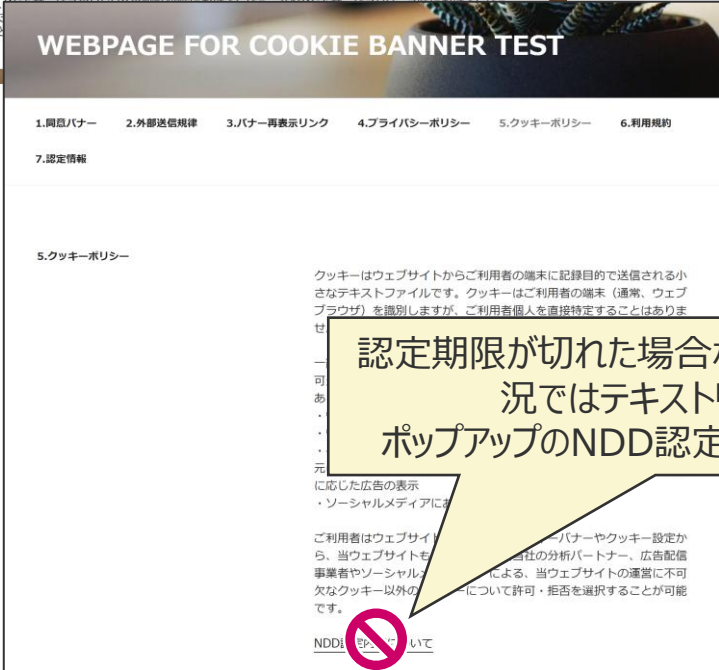 WEBPAGE FOR COOKIE BANNER TEST
1.同意バナー 2.外部送信規律 3.バナー再表示リンク 4.プライバシーポリシー 5.クッキーポリシー 6.利用規約
7.認定情報
5.クッキーポリシー
クッキーはウェブサイトからご利用者の端末に記録目的で送信される小
さなテキストファイルです。クッキーはご利用者の端末（通常、ウェブ
ブラウザ）を識別しますが、ご利用者個人を直接特定することはありま
せ
認定期限が切れた場合
況ではテキスト
ポップアップのNDD認定
一
可
あ
元
に応じた広告の表示
・ソーシャルメディアに
ご利用者はウェブサイ ーバナーやクッキー設定か
ら、当ウェブサイトも 社の分析パートナー、広告配信
事業者やソーシャル による、当ウェブサイトの運営に不可
欠なクッキー以外の ーについて許可・拒否を選択することが可能
です。
NDD いて